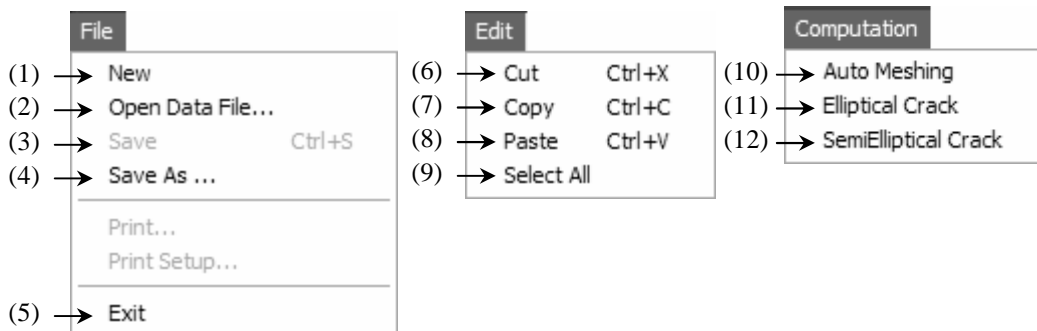 File
(1) New
(2) Open Data File...
(3) Save Ctrl+S
(4) Save As ...
Print...
Print Setup...
(5) Exit
Edit
(6) Cut Ctrl+X
(7) Copy Ctrl+C
(8) Paste Ctrl+V
(9) Select All
Computation
(10) Auto Meshing
(11) Elliptical Crack
(12) SemiElliptical Crack